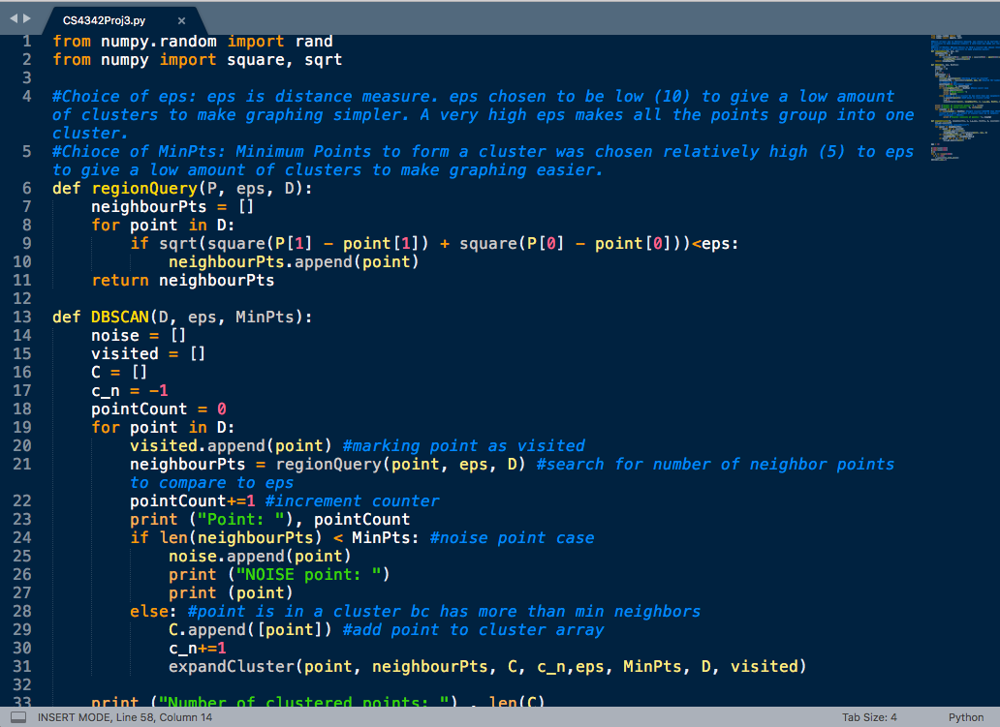 CS4342Proj3.py ×
1 from numpy.random import rand
2 from numpy import square, sqrt
3
4 #Choice of eps: eps is distance measure. eps chosen to be low (10) to give a low amount
of clusters to make graphing simpler. A very high eps makes all the points group into one
cluster.
5 #Chioce of MinPts: Minimum Points to form a cluster was chosen relatively high (5) to eps
to give a low amount of clusters to make graphing easier.
6 def regionQuery(P, eps, D):
7     neighbourPts = []
8     for point in D:
9         if sqrt(square(P[1] - point[1]) + square(P[0] - point[0]))<eps:
10             neighbourPts.append(point)
11     return neighbourPts
12
13 def DBSCAN(D, eps, MinPts):
14     noise = []
15     visited = []
16     C = []
17     c_n = -1
18     pointCount = 0
19     for point in D:
20         visited.append(point) #marking point as visited
21         neighbourPts = regionQuery(point, eps, D) #search for number of neighbor points
to compare to eps
22         pointCount+=1 #increment counter
23         print ("Point: "), pointCount
24         if len(neighbourPts) < MinPts: #noise point case
25             noise.append(point)
26             print ("NOISE point: ")
27             print (point)
28         else: #point is in a cluster bc has more than min neighbors
29             C.append([point]) #add point to cluster array
30             c_n+=1
31             expandCluster(point, neighbourPts, C, c_n,eps, MinPts, D, visited)
32
33     print ("Number of clustered points: ") , len(C)
INSERT MODE, Line 58, Column 14 Tab Size: 4 Python